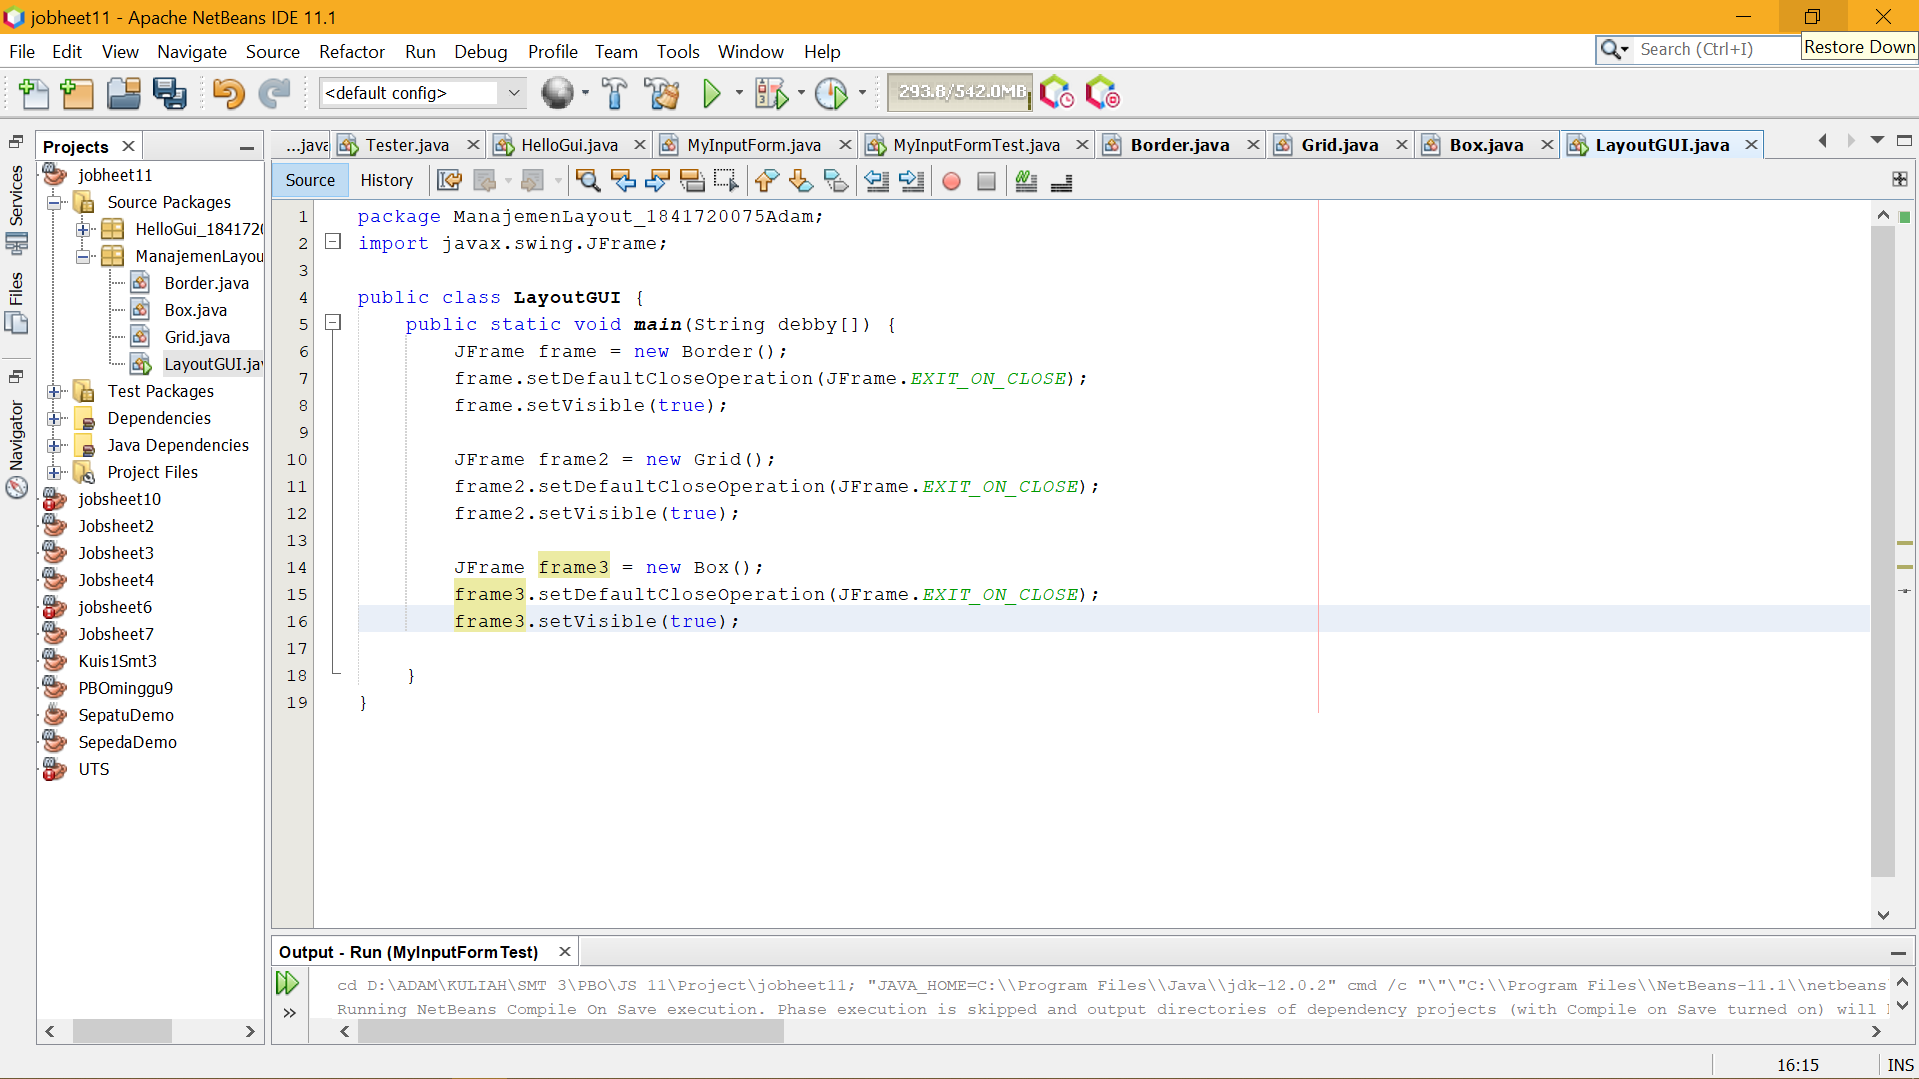 jobheet11 - Apache NetBeans IDE 11.1
File Edit View Navigate Source Refactor Run Debug Profile Team Tools Window Help
Search (Ctrl+I)
Restore Down
<default config>
293.8/542.0MB
Projects
...java Tester.java HelloGui.java MyInputForm.java MyInputFormTest.java Border.java Grid.java Box.java LayoutGUI.java
Source History
Services
Files
Navigator
jobheet11
Source Packages
HelloGui_184172
ManajemenLayou
Border.java
Box.java
Grid.java
LayoutGUI.ja
Test Packages
Dependencies
Java Dependencies
Project Files
jobsheet10
Jobsheet2
Jobsheet3
Jobsheet4
jobsheet6
Jobsheet7
Kuis1Smt3
PBOminggu9
SepatuDemo
SepedaDemo
UTS
1 package ManajemenLayout_1841720075Adam;
2 import javax.swing.JFrame;
3
4 public class LayoutGUI {
5 public static void main(String debby[]) {
6 JFrame frame = new Border();
7 frame.setDefaultCloseOperation(JFrame.EXIT_ON_CLOSE);
8 frame.setVisible(true);
9
10 JFrame frame2 = new Grid();
11 frame2.setDefaultCloseOperation(JFrame.EXIT_ON_CLOSE);
12 frame2.setVisible(true);
13
14 JFrame frame3 = new Box();
15 frame3.setDefaultCloseOperation(JFrame.EXIT_ON_CLOSE);
16 frame3.setVisible(true);
17
18 }
19 }
Output - Run (MyInputFormTest)
cd D:\ADAM\KULIAH\SMT 3\PBO\JS 11\Project\jobheet11; "JAVA_HOME=C:\\Program Files\\Java\\jdk-12.0.2" cmd /c "\"\"C:\\Program Files\\NetBeans-11.1\\netbeans
Running NetBeans Compile On Save execution. Phase execution is skipped and output directories of dependency projects (with Compile on Save turned on) will
16:15 INS